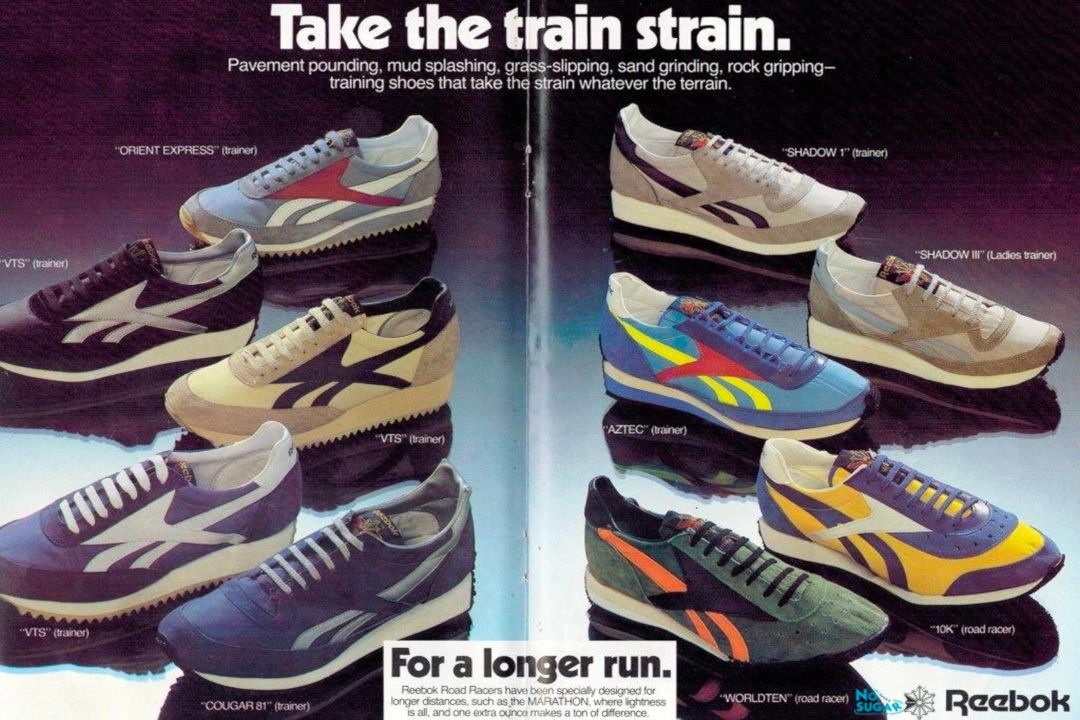 Take the train strain.
Pavement pounding, mud splashing, grass-slipping, sand grinding, rock gripping–
training shoes that take the strain whatever the terrain.
"ORIENT EXPRESS" (trainer)
"SHADOW 1" (trainer)
"VTS" (trainer)
"SHADOW III" (Ladies trainer)
"VTS" (trainer)
"AZTEC" (trainer)
"VTS" (trainer)
"10K" (road racer)
"COUGAR 81" (trainer)
For a longer run.
Reebok Road Racers have been specially designed for
longer distances, such as the MARATHON, where lightness
is all, and one extra ounce makes a ton of difference.
"WORLDTEN" (road racer)
No
SUGAR
Reebok